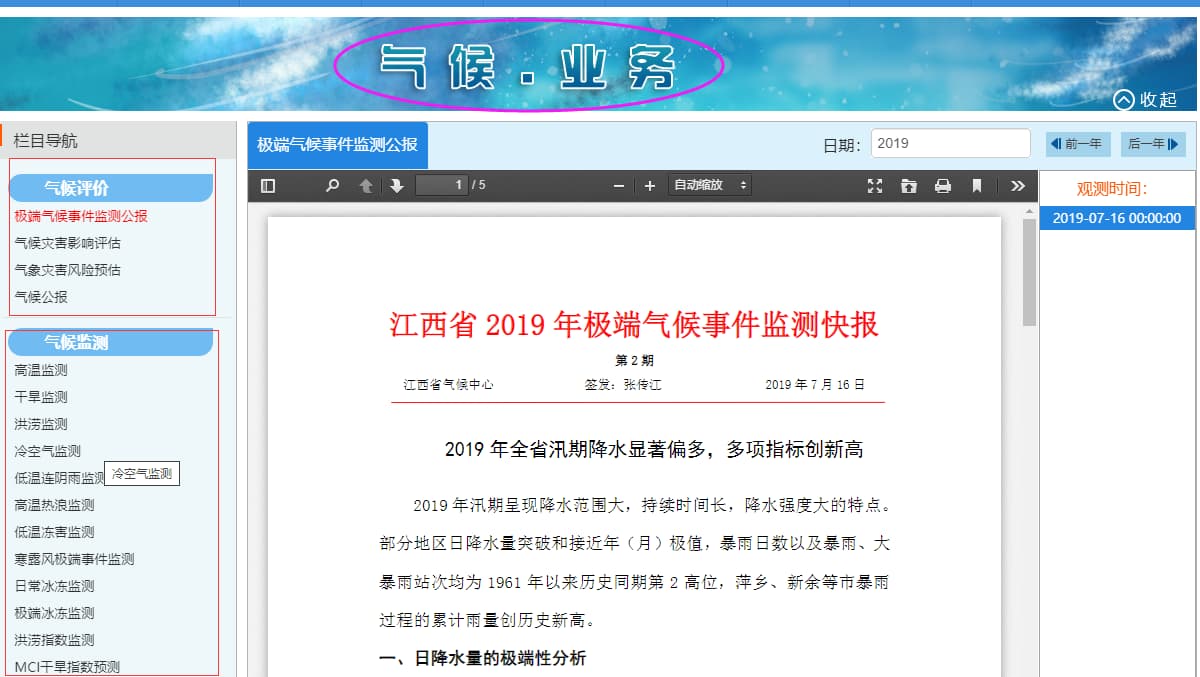 气候.业务
收起
栏目导航
气候评价
极端气候事件监测公报
气候灾害影响评估
气象灾害风险预估
气候公报
气候监测
高温监测
干旱监测
洪涝监测
冷空气监测
低温连阴雨监测
冷空气监测
高温热浪监测
低温冻害监测
寒露风极端事件监测
日常冰冻监测
极端冰冻监测
洪涝指数监测
MCI干旱指数预测
极端气候事件监测公报
日期: 2019 前一年 后一年
1 / 5 自动缩放
观测时间:
2019-07-16 00:00:00
江西省 2019 年极端气候事件监测快报
第 2 期
江西省气候中心 签发：张传江 2019 年 7 月 16 日
2019 年全省汛期降水显著偏多，多项指标创新高
2019 年汛期呈现降水范围大，持续时间长，降水强度大的特点。
部分地区日降水量突破和接近年（月）极值，暴雨日数以及暴雨、大
暴雨站次均为 1961 年以来历史同期第 2 高位，萍乡、新余等市暴雨
过程的累计雨量创历史新高。
一、日降水量的极端性分析